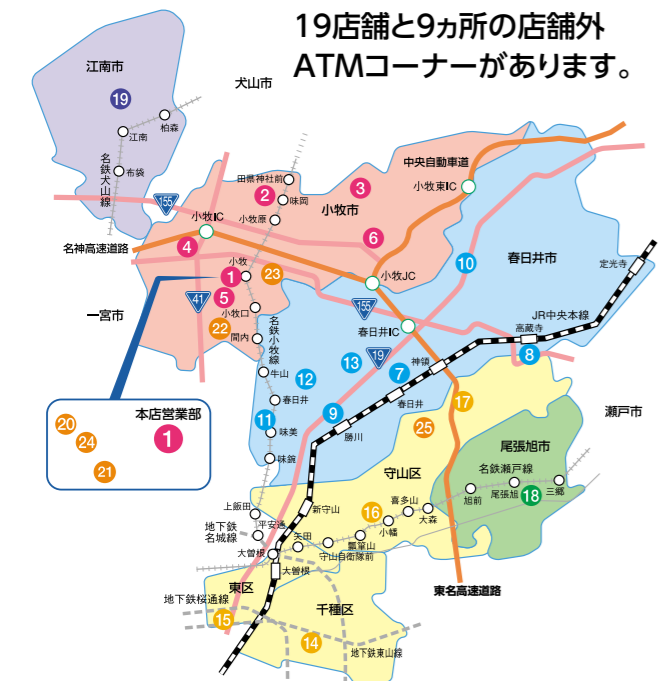 19店舗と9ヵ所の店舗外
ATMコーナーがあります。
江南市
犬山市
19
柏森
江南
布袋
名鉄犬山線
中央自動車道
田県神社前
3
小牧東IC
2
味岡
155
小牧市
小牧IC
小牧原
6
名神高速道路
4
春日井市
10
定光寺
小牧
1
23
小牧JC
5
41
155
小牧口
JR中央本線
一宮市
22
間内
名鉄小牧線
春日井IC
高蔵寺
19
13
神領
8
牛山
12
7
瀬戸市
春日井
春日井
17
本店営業部
11
9
20
1
味美
勝川
25
24
尾張旭市
21
味鋺
守山区
名鉄瀬戸線
三郷
尾張旭
18
旭前
喜多山
大森
上飯田
新守山
16
小幡
地下鉄名城線
平安通
矢田
瓢箪山
大曽根
守山自衛隊前
大曽根
東区
東名高速道路
地下鉄桜通線
千種区
15
14
地下鉄東山線